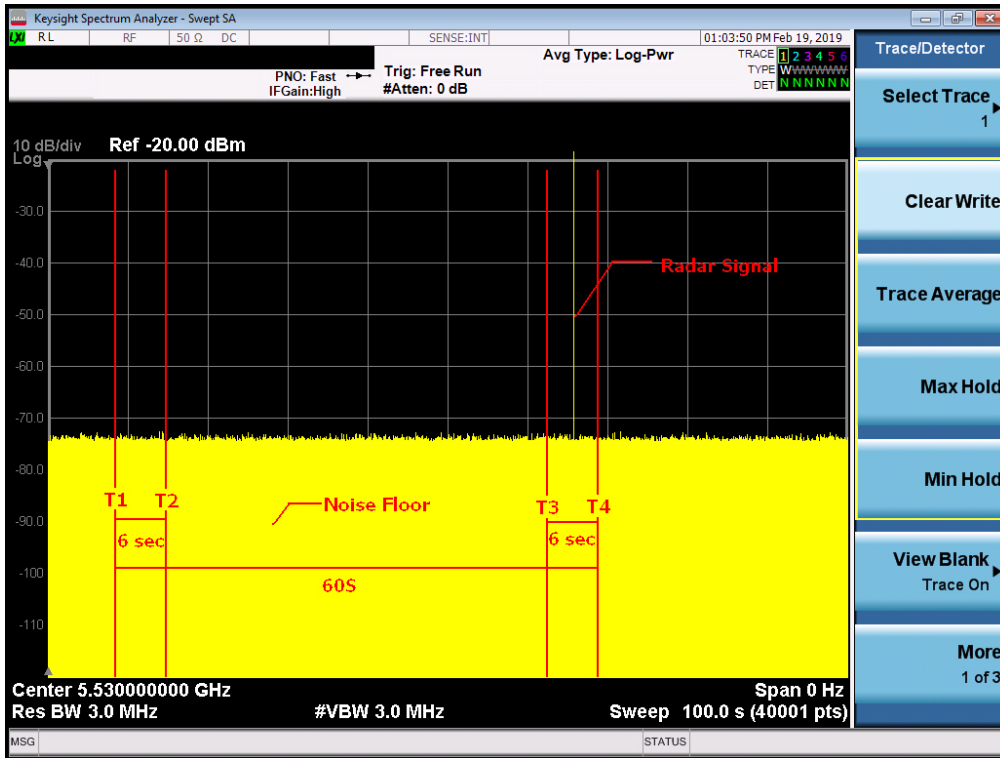 Keysight Spectrum Analyzer - Swept SA
LXI RL RF 50 Ω DC SENSE:INT 01:03:50 PM Feb 19, 2019
PNO: Fast
IFGain:High
Trig: Free Run
#Atten: 0 dB
Avg Type: Log-Pwr
TRACE 1 2 3 4 5 6
TYPE WWWWWW
DET N N N N N N
10 dB/div Ref -20.00 dBm
Log
-30.0
-40.0
-50.0
-60.0
-70.0
-80.0
-90.0
-100
-110
Radar Signal
T1 T2
Noise Floor
T3 T4
6 sec
6 sec
60S
Center 5.530000000 GHz Span 0 Hz
Res BW 3.0 MHz #VBW 3.0 MHz Sweep 100.0 s (40001 pts)
MSG STATUS
Trace/Detector
Select Trace
1
Clear Write
Trace Average
Max Hold
Min Hold
View Blank
Trace On
More
1 of 3